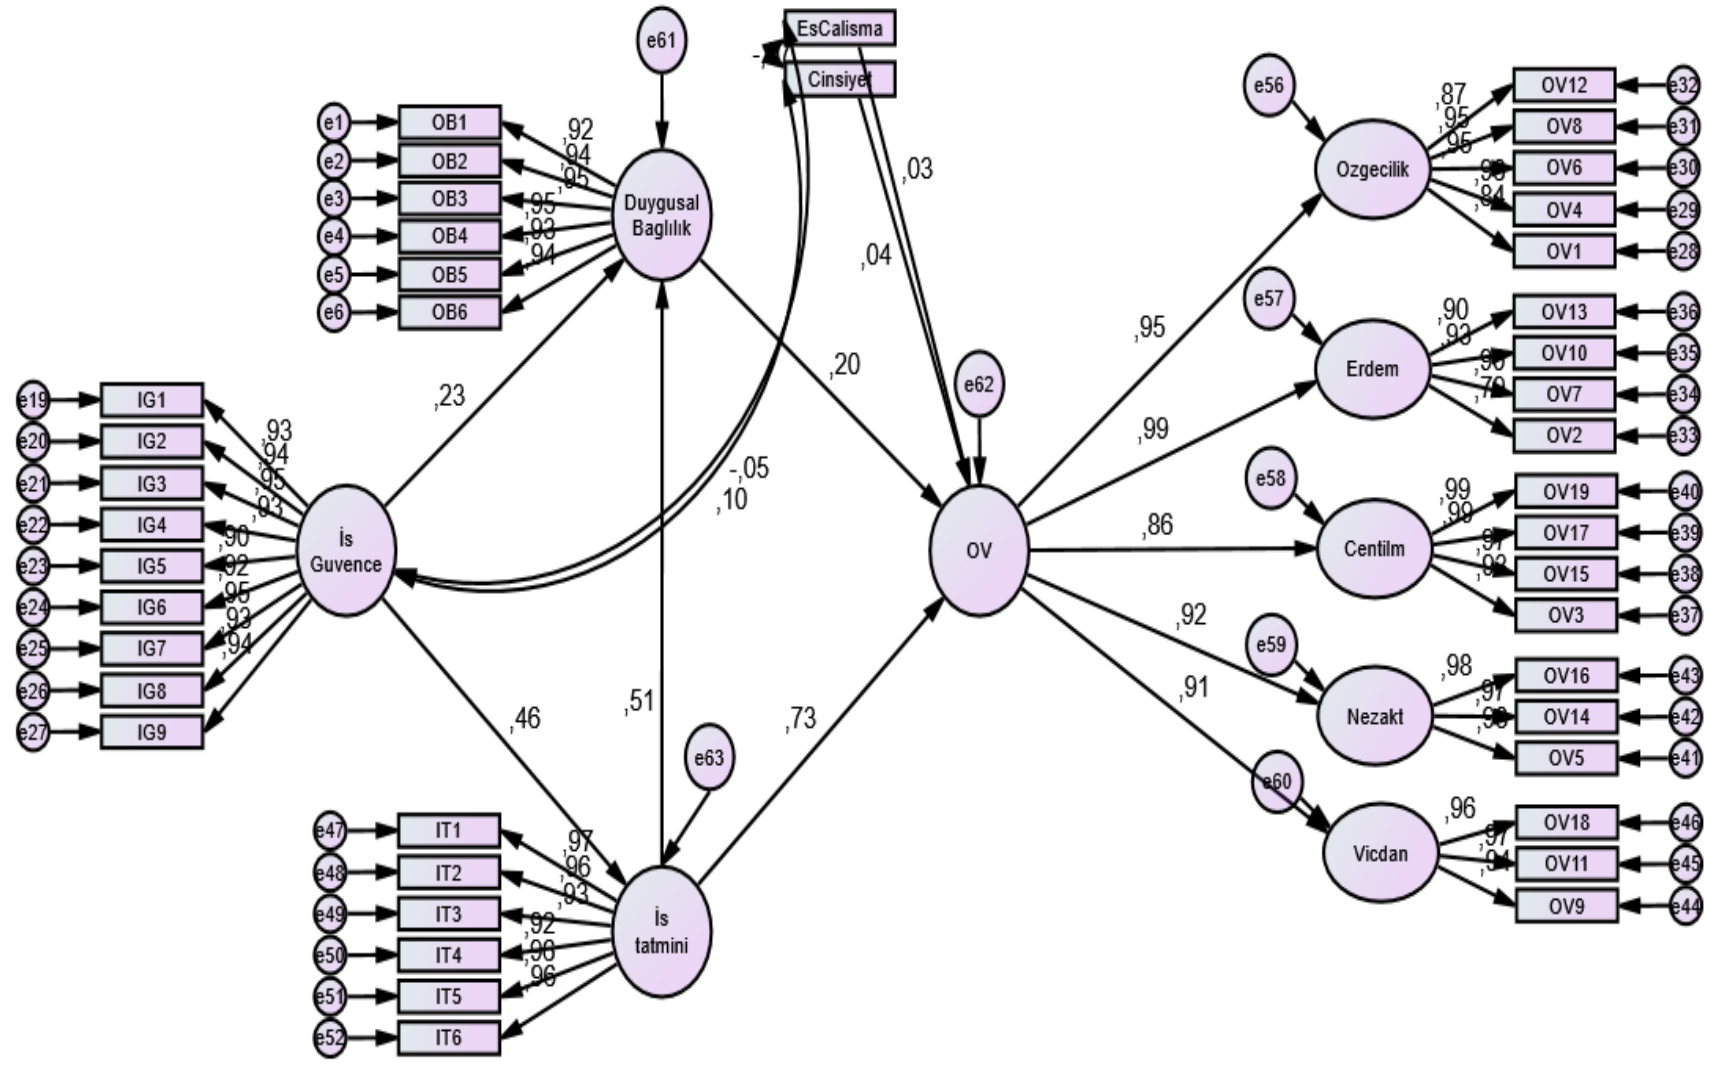 e61
EsCalisma
Cinsiyet
-,
e1
OB1
,92
e2
OB2
,94
e3
OB3
,95
e4
OB4
,95
e5
OB5
,93
e6
OB6
,94
Duygusal
Baglılık
,03
,04
,23
,20
,95
,99
,86
,92
,91
-,05
,10
e62
OV
e19
IG1
,93
e20
IG2
,94
e21
IG3
,95
e22
IG4
,93
e23
IG5
,90
e24
IG6
,92
e25
IG7
,95
e26
IG8
,93
e27
IG9
,94
İs
Guvence
,46
,51
e63
,73
e47
IT1
,97
e48
IT2
,96
e49
IT3
,93
e50
IT4
,92
e51
IT5
e52
IT6
,96
İs
tatmini
e56
Ozgecilik
,87
OV12
e32
,95
OV8
e31
,95
OV6
e30
OV4
e29
,84
OV1
e28
e57
Erdem
,90
OV13
e36
,93
OV10
e35
OV7
e34
OV2
e33
e58
Centilm
,99
OV19
e40
,99
OV17
e39
OV15
e38
OV3
e37
e59
Nezakt
,98
OV16
e43
,97
OV14
e42
OV5
e41
e60
Vicdan
,96
OV18
e46
,97
OV11
e45
,94
OV9
e44